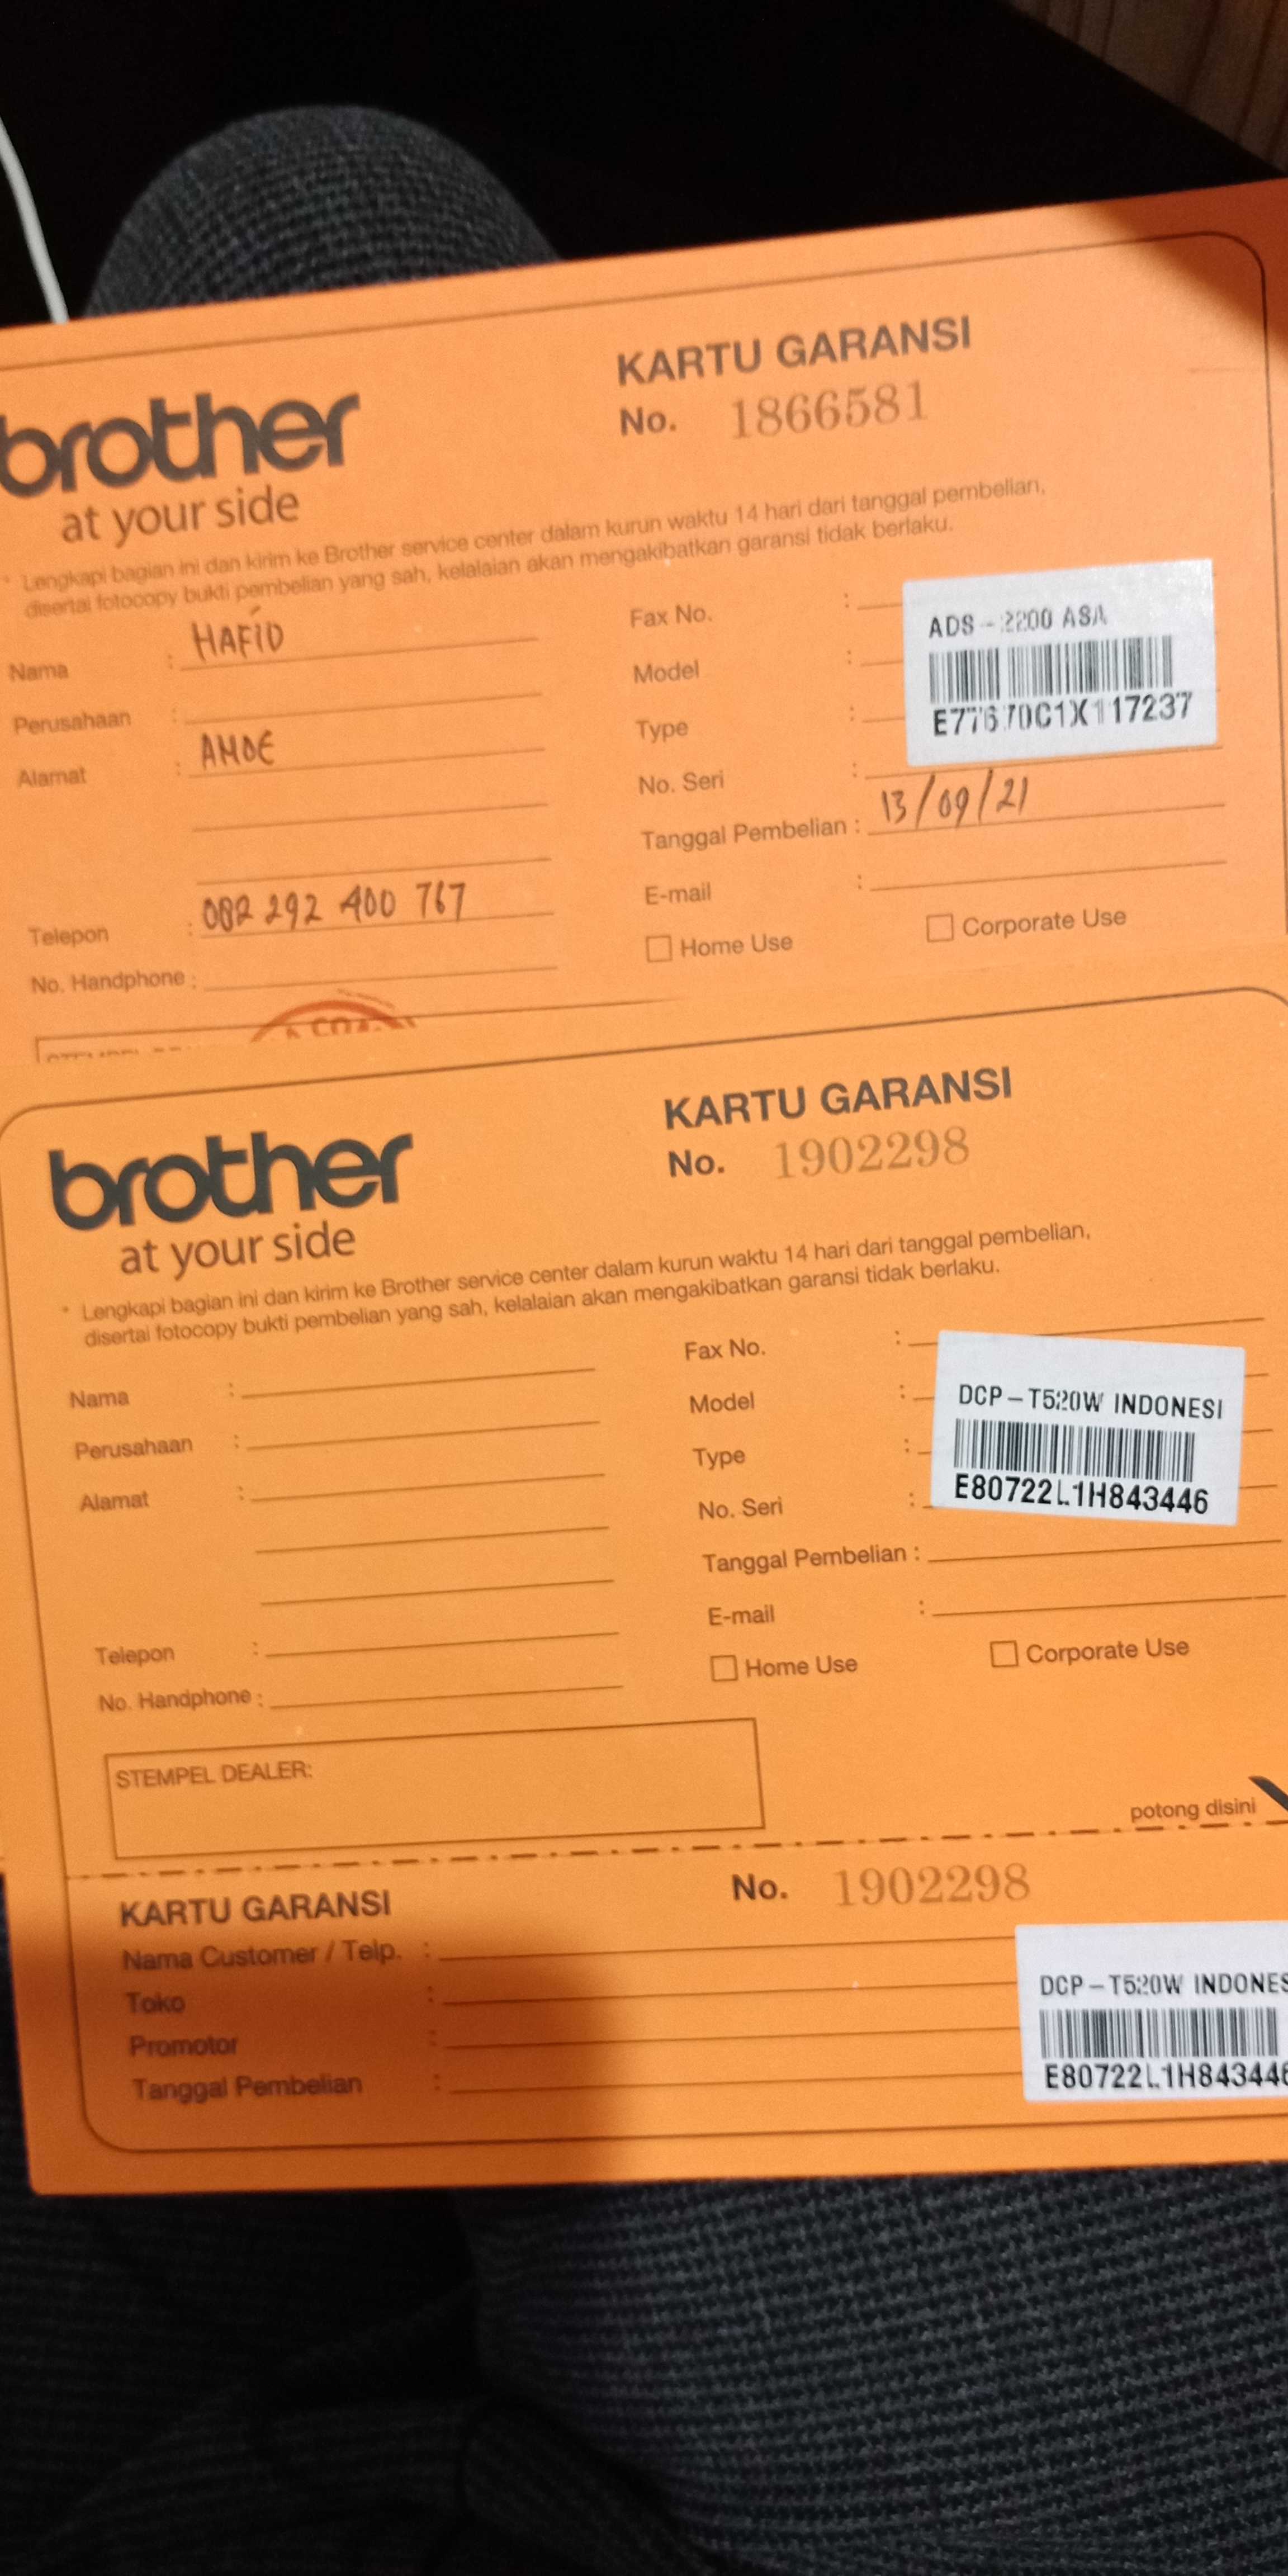 KARTU GARANSI
No. 1866581
brother
at your side
* Lengkapi bagian ini dan kirim ke Brother service center dalam kurun waktu 14 hari dari tanggal pembelian,
disertai fotocopy bukti pembelian yang sah, kelalaian akan mengakibatkan garansi tidak berlaku.
Nama : HAFID
Perusahaan :
Alamat : AMDE
Telepon : 082 292 400 767
No. Handphone :
Fax No. :
Model :
Type :
No. Seri :
ADS-2200 ASA
E77670C1X117237
Tanggal Pembelian : 13/09/21
E-mail :
Home Use
Corporate Use
KARTU GARANSI
No. 1902298
brother
at your side
* Lengkapi bagian ini dan kirim ke Brother service center dalam kurun waktu 14 hari dari tanggal pembelian,
disertai fotocopy bukti pembelian yang sah, kelalaian akan mengakibatkan garansi tidak berlaku.
Nama :
Perusahaan :
Alamat :
Telepon :
No. Handphone :
Fax No. :
Model :
Type :
No. Seri :
DCP-T520W INDONESI
E80722L1H843446
Tanggal Pembelian :
E-mail :
Home Use
Corporate Use
STEMPEL DEALER:
potong disini
KARTU GARANSI
No. 1902298
Nama Customer / Telp. :
Toko :
Promotor :
Tanggal Pembelian :
DCP-T520W INDONES
E80722L1H843446